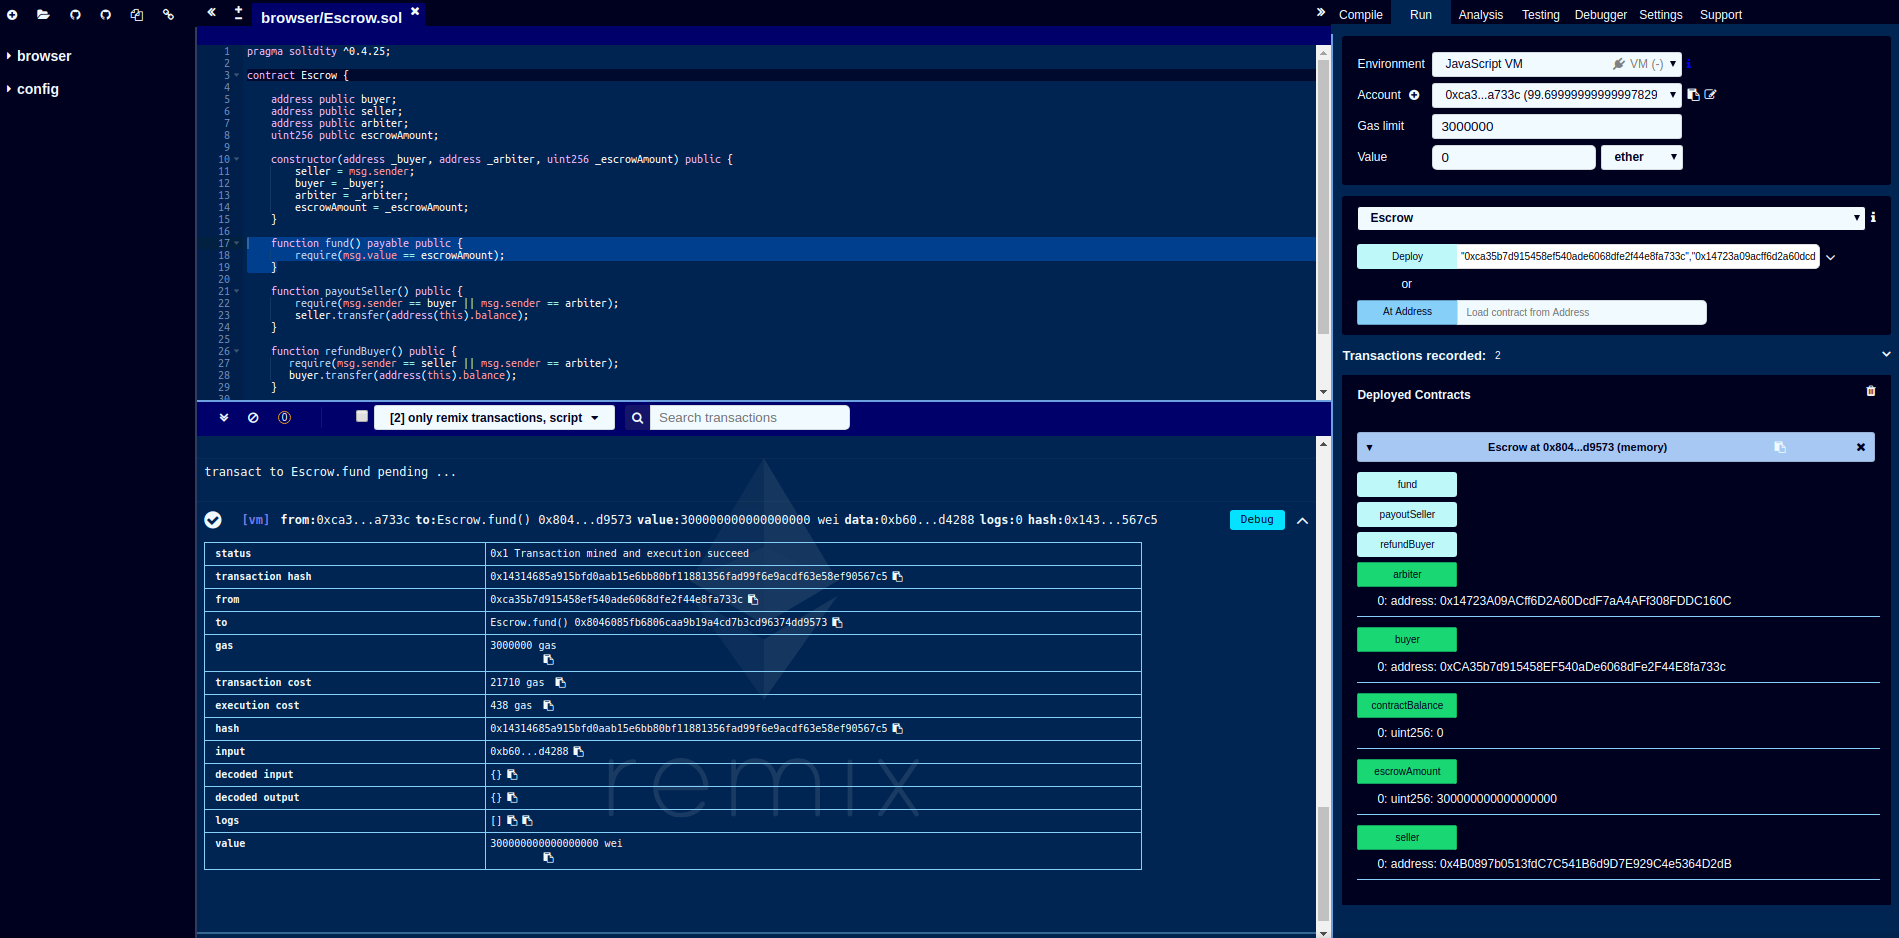 browser/Escrow.sol
browser
config
1 pragma solidity ^0.4.25;
2
3 contract Escrow {
4
5 address public buyer;
6 address public seller;
7 address public arbiter;
8 uint256 public escrowAmount;
9
10 constructor(address _buyer, address _arbiter, uint256 _escrowAmount) public {
11 seller = msg.sender;
12 buyer = _buyer;
13 arbiter = _arbiter;
14 escrowAmount = _escrowAmount;
15 }
16
17 function fund() payable public {
18 require(msg.value == escrowAmount);
19 }
20
21 function payoutSeller() public {
22 require(msg.sender == buyer || msg.sender == arbiter);
23 seller.transfer(address(this).balance);
24 }
25
26 function refundBuyer() public {
27 require(msg.sender == seller || msg.sender == arbiter);
28 buyer.transfer(address(this).balance);
29 }
30
0 [2] only remix transactions, script Search transactions
transact to Escrow.fund pending ...
[vm] from:0xca3...a733c to:Escrow.fund() 0x804...d9573 value:300000000000000000 wei data:0xb60...d4288 logs:0 hash:0x143...567c5 Debug
status 0x1 Transaction mined and execution succeed
transaction hash 0x14314685a915bfd0aab15e6bb80bf11881356fad99f6e9acdf63e58ef90567c5
from 0xca35b7d915458ef540ade6068dfe2f44e8fa733c
to Escrow.fund() 0x8046085fb6806caa9b19a4cd7b3cd96374dd9573
gas 3000000 gas
transaction cost 21710 gas
execution cost 438 gas
hash 0x14314685a915bfd0aab15e6bb80bf11881356fad99f6e9acdf63e58ef90567c5
input 0xb60...d4288
decoded input {}
decoded output {}
logs []
value 300000000000000000 wei
remix
Compile Run Analysis Testing Debugger Settings Support
Environment JavaScript VM VM (-) i
Account 0xca3...a733c (99.69999999999997829
Gas limit 3000000
Value 0 ether
Escrow i
Deploy "0xca35b7d915458ef540ade6068dfe2f44e8fa733c","0x14723a09acff6d2a60dcd
or
At Address Load contract from Address
Transactions recorded: 2
Deployed Contracts
Escrow at 0x804...d9573 (memory)
fund
payoutSeller
refundBuyer
arbiter
0: address: 0x14723A09ACff6D2A60DcdF7aA4AFf308FDDC160C
buyer
0: address: 0xCA35b7d915458EF540aDe6068dFe2F44E8fa733c
contractBalance
0: uint256: 0
escrowAmount
0: uint256: 300000000000000000
seller
0: address: 0x4B0897b0513fdC7C541B6d9D7E929C4e5364D2dB